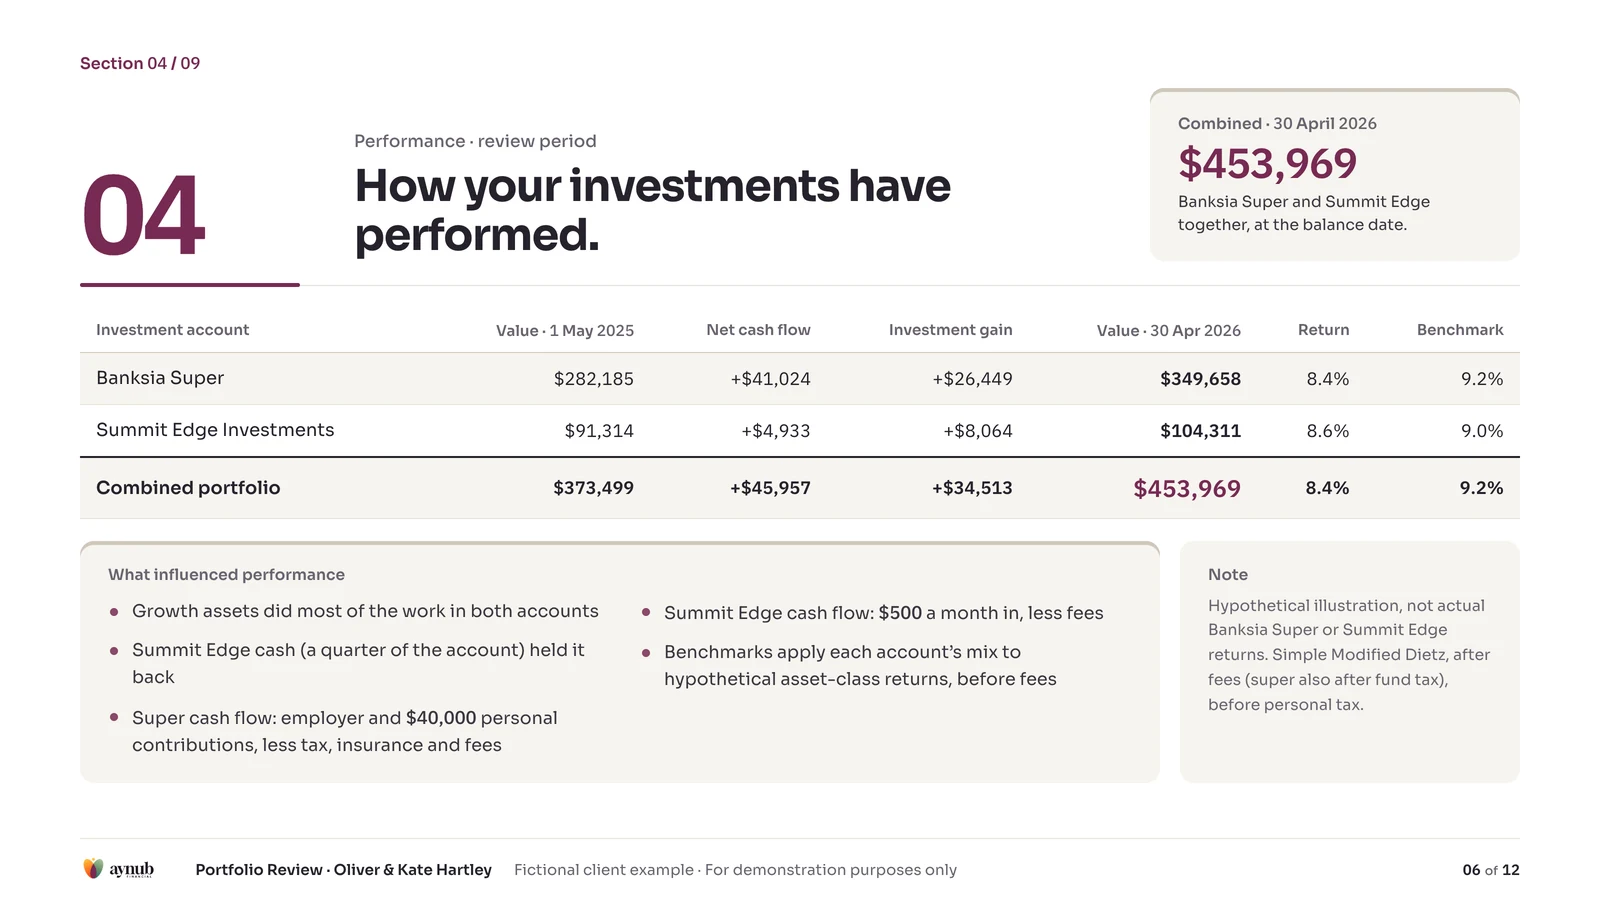 Section 04 / 09
04
Performance · review period
How your investments have
performed.
Combined · 30 April 2026
$453,969
Banksia Super and Summit Edge
together, at the balance date.
Investment account Value · 1 May 2025 Net cash flow Investment gain Value · 30 Apr 2026 Return Benchmark
Banksia Super $282,185 +$41,024 +$26,449 $349,658 8.4% 9.2%
Summit Edge Investments $91,314 +$4,933 +$8,064 $104,311 8.6% 9.0%
Combined portfolio $373,499 +$45,957 +$34,513 $453,969 8.4% 9.2%
What influenced performance
• Growth assets did most of the work in both accounts
• Summit Edge cash (a quarter of the account) held it
back
• Super cash flow: employer and $40,000 personal
contributions, less tax, insurance and fees
• Summit Edge cash flow: $500 a month in, less fees
• Benchmarks apply each account’s mix to
hypothetical asset-class returns, before fees
Note
Hypothetical illustration, not actual
Banksia Super or Summit Edge
returns. Simple Modified Dietz, after
fees (super also after fund tax),
before personal tax.
aynub
FINANCIAL
Portfolio Review · Oliver & Kate Hartley Fictional client example · For demonstration purposes only 06 of 12